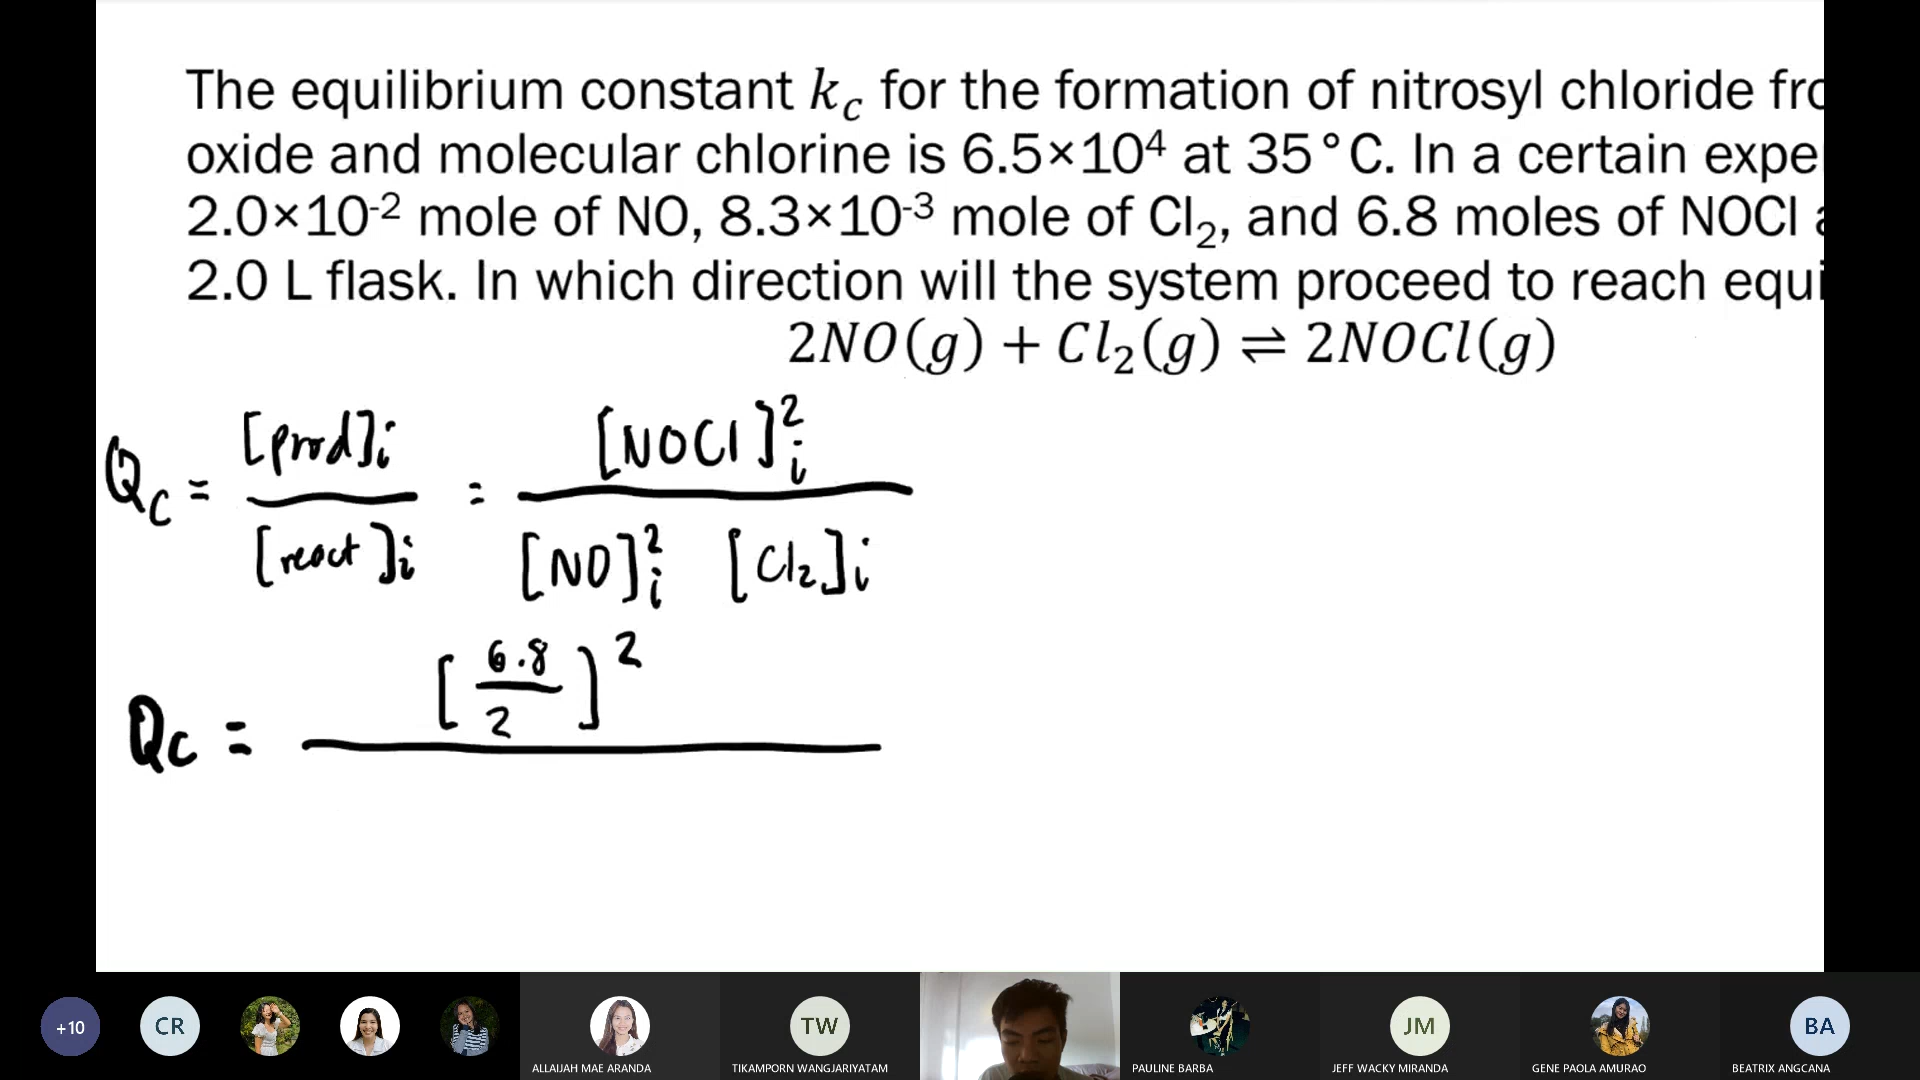 The equilibrium constant k_c for the formation of nitrosyl chloride fro
oxide and molecular chlorine is 6.5×10⁴ at 35°C. In a certain expe
2.0×10⁻² mole of NO, 8.3×10⁻³ mole of Cl₂, and 6.8 moles of NOCl
2.0 L flask. In which direction will the system proceed to reach equi
2NO(g) + Cl₂(g) ⇌ 2NOCl(g)
Qc = [prod]i / [react]i = [NOCl]²i / [NO]²i [Cl₂]i
Qc = [6.8 / 2]²
+10
CR
TW
JM
BA
ALLAIJAH MAE ARANDA
TIKAMPORN WANGJARIYATAM
PAULINE BARBA
JEFF WACKY MIRANDA
GENE PAOLA AMURAO
BEATRIX ANGCANA